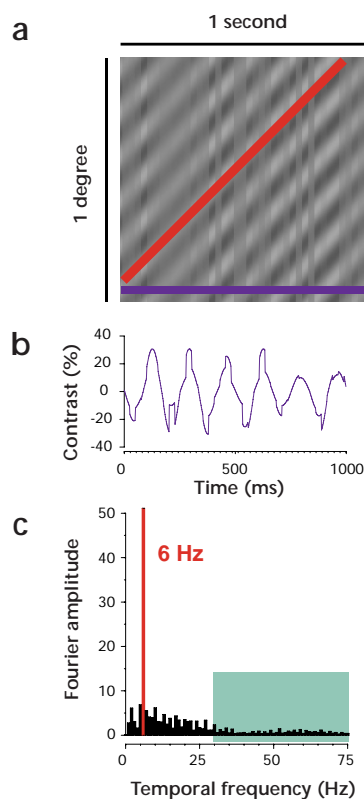 a
1 second
1 degree
b
Contrast (%)
40
20
0
-20
-40
0
500
1000
Time (ms)
c
Fourier amplitude
50
40
30
20
10
0
6 Hz
0
25
50
75
Temporal frequency (Hz)